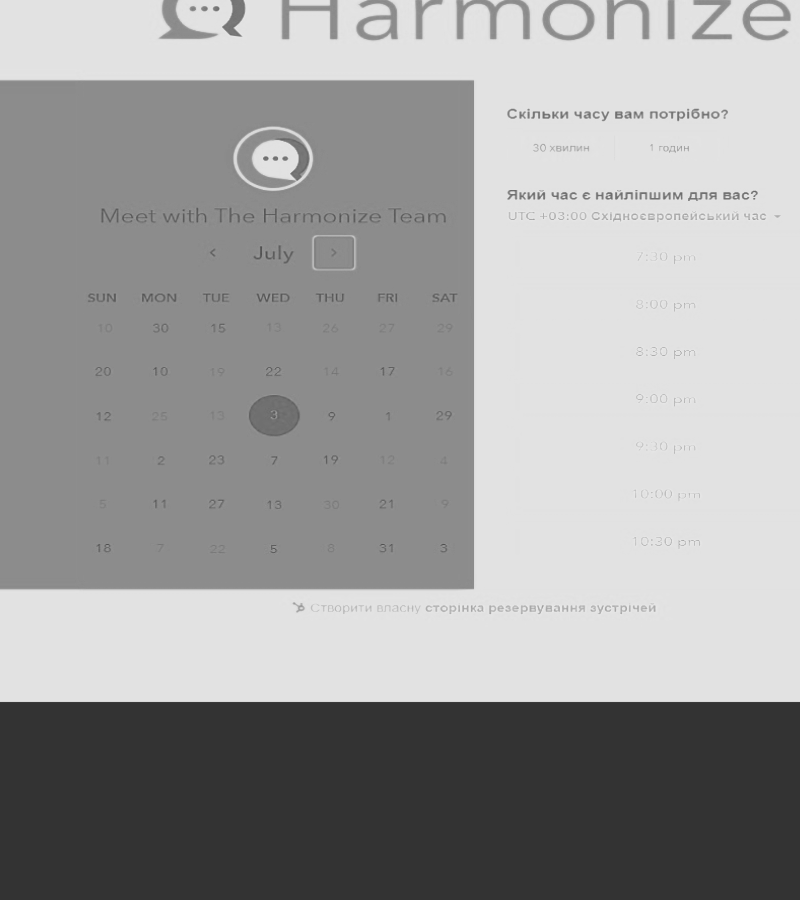 Harmonize
Meet with The Harmonize Team
July
SUN MON TUE WED THU FRI SAT
10 30 15 13 26 27 29
20 10 19 22 14 17 16
12 25 13 3 9 1 29
11 2 23 7 19 12 4
5 11 27 13 30 21 9
18 7 22 5 8 31 3
Скільки часу вам потрібно?
30 хвилин 1 годин
Який час є найліпшим для вас?
UTC +03:00 Східноєвропейський час
7:30 pm
8:00 pm
8:30 pm
9:00 pm
9:30 pm
10:00 pm
10:30 pm
Створити власну сторінка резервування зустрічей